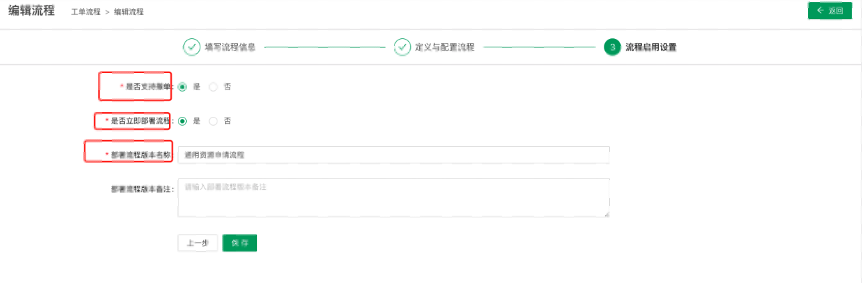 编辑流程 工单流程 > 编辑流程 ← 返回
填写流程信息 定义与配置流程 3 流程启用设置
* 是否支持撤单: 是 否
* 是否立即部署流程: 是 否
* 部署流程版本名称: 通用资源申请流程
部署流程版本备注: 请输入部署流程版本备注
上一步 保存